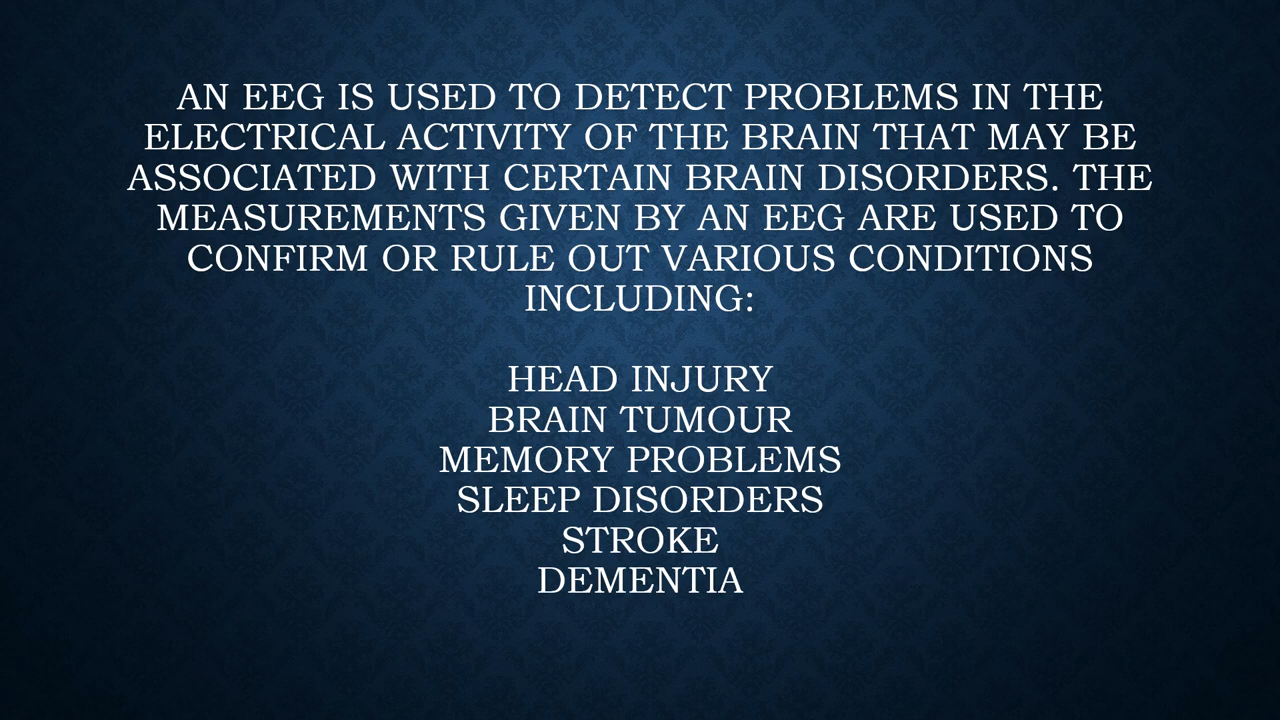 AN EEG IS USED TO DETECT PROBLEMS IN THE
ELECTRICAL ACTIVITY OF THE BRAIN THAT MAY BE
ASSOCIATED WITH CERTAIN BRAIN DISORDERS. THE
MEASUREMENTS GIVEN BY AN EEG ARE USED TO
CONFIRM OR RULE OUT VARIOUS CONDITIONS
INCLUDING:
HEAD INJURY
BRAIN TUMOUR
MEMORY PROBLEMS
SLEEP DISORDERS
STROKE
DEMENTIA